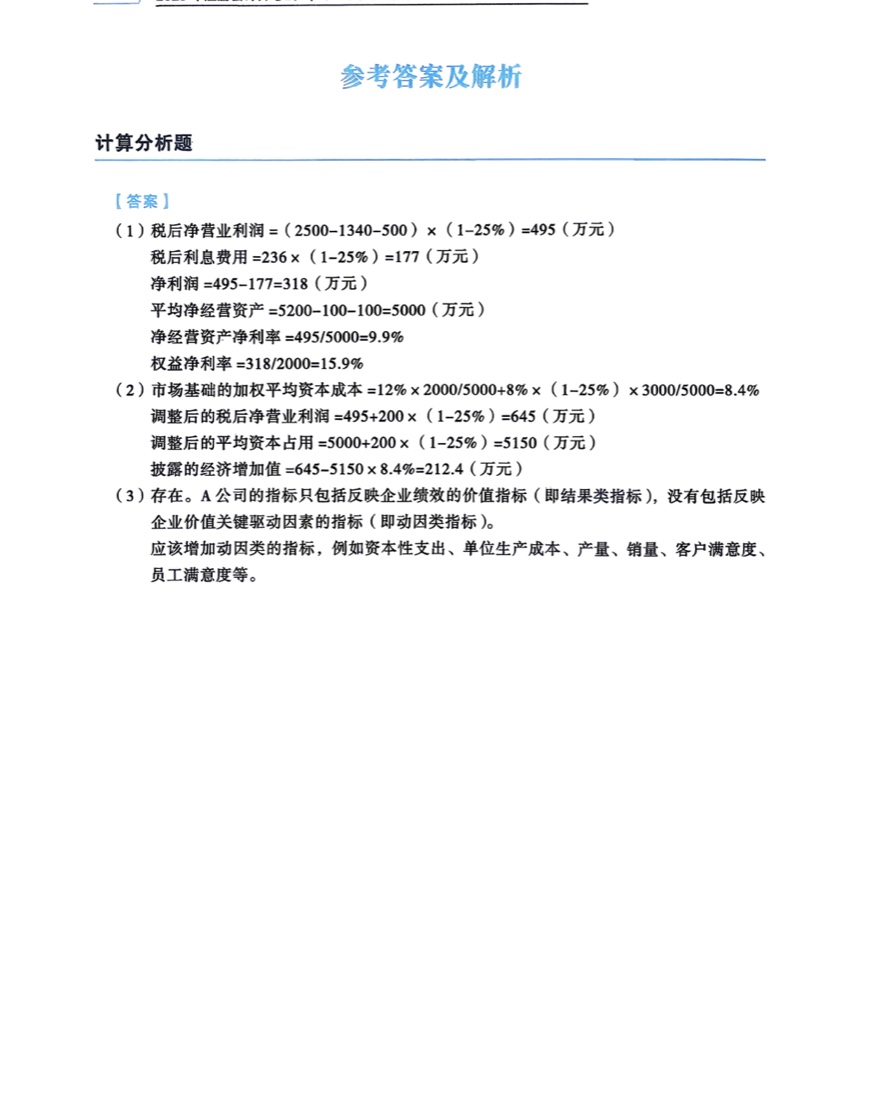 参考答案及解析
计算分析题
【答案】
（1）税后净营业利润 =（2500-1340-500）×（1-25%）=495（万元）
税后利息费用 =236×（1-25%）=177（万元）
净利润 =495-177=318（万元）
平均净经营资产 =5200-100-100=5000（万元）
净经营资产净利率 =495/5000=9.9%
权益净利率 =318/2000=15.9%
（2）市场基础的加权平均资本成本 =12%×2000/5000+8%×（1-25%）×3000/5000=8.4%
调整后的税后净营业利润 =495+200×（1-25%）=645（万元）
调整后的平均资本占用 =5000+200×（1-25%）=5150（万元）
披露的经济增加值 =645-5150×8.4%=212.4（万元）
（3）存在。A 公司的指标只包括反映企业绩效的价值指标（即结果类指标），没有包括反映
企业价值关键驱动因素的指标（即动因类指标）。
应该增加动因类的指标，例如资本性支出、单位生产成本、产量、销量、客户满意度、
员工满意度等。